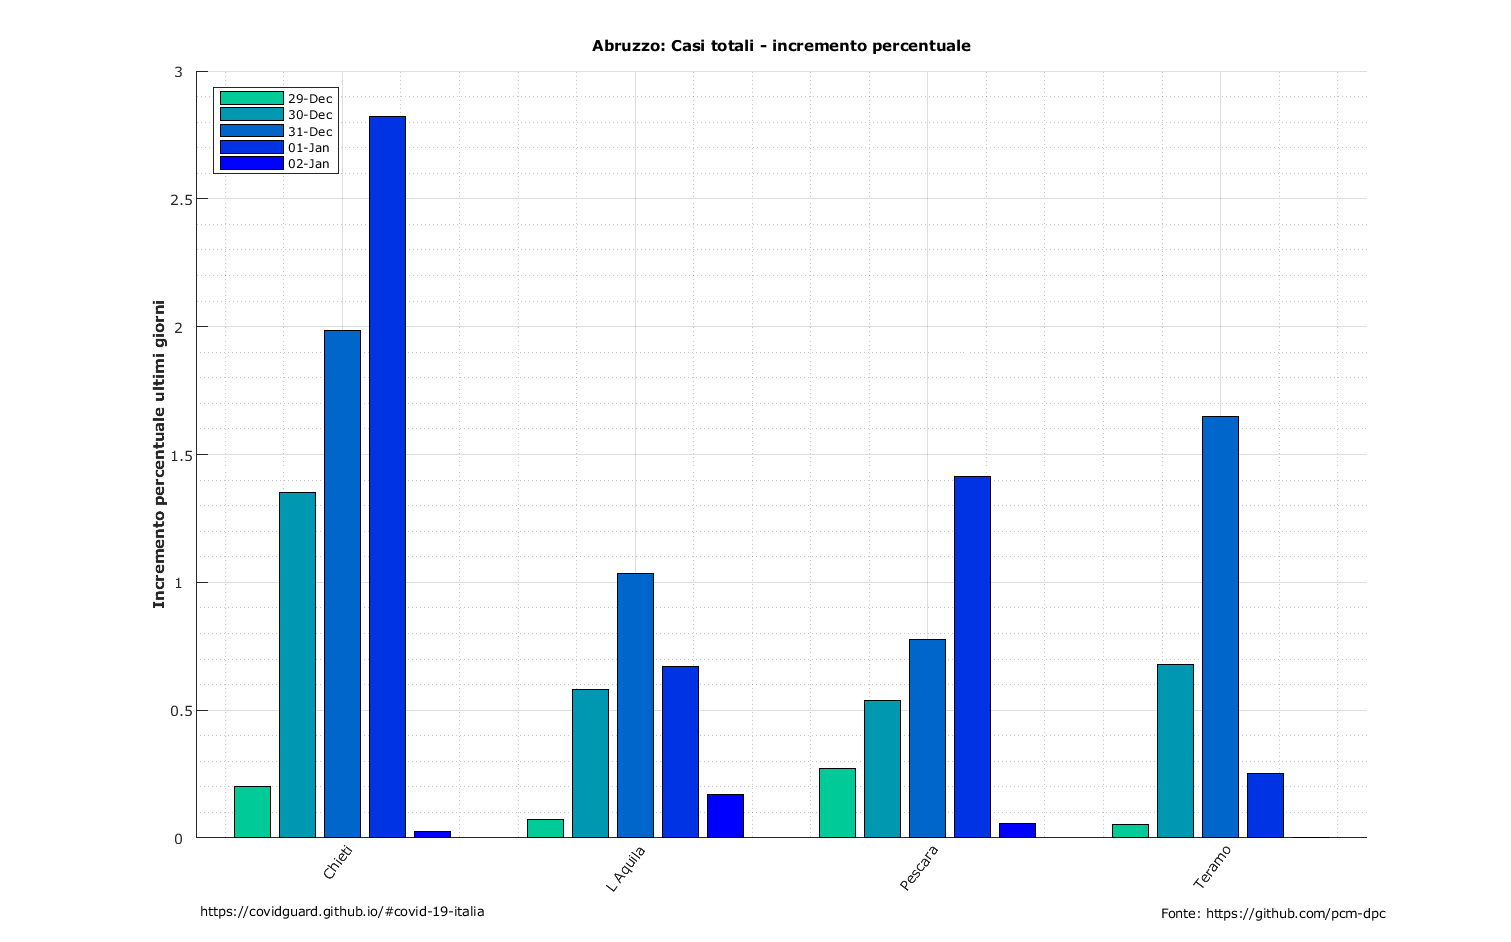 Abruzzo: Casi totali - incremento percentuale
3
2.5
2
1.5
1
0.5
0
Incremento percentuale ultimi giorni
29-Dec
30-Dec
31-Dec
01-Jan
02-Jan
Chieti
L Aquila
Pescara
Teramo
https://covidguard.github.io/#covid-19-italia
Fonte: https://github.com/pcm-dpc